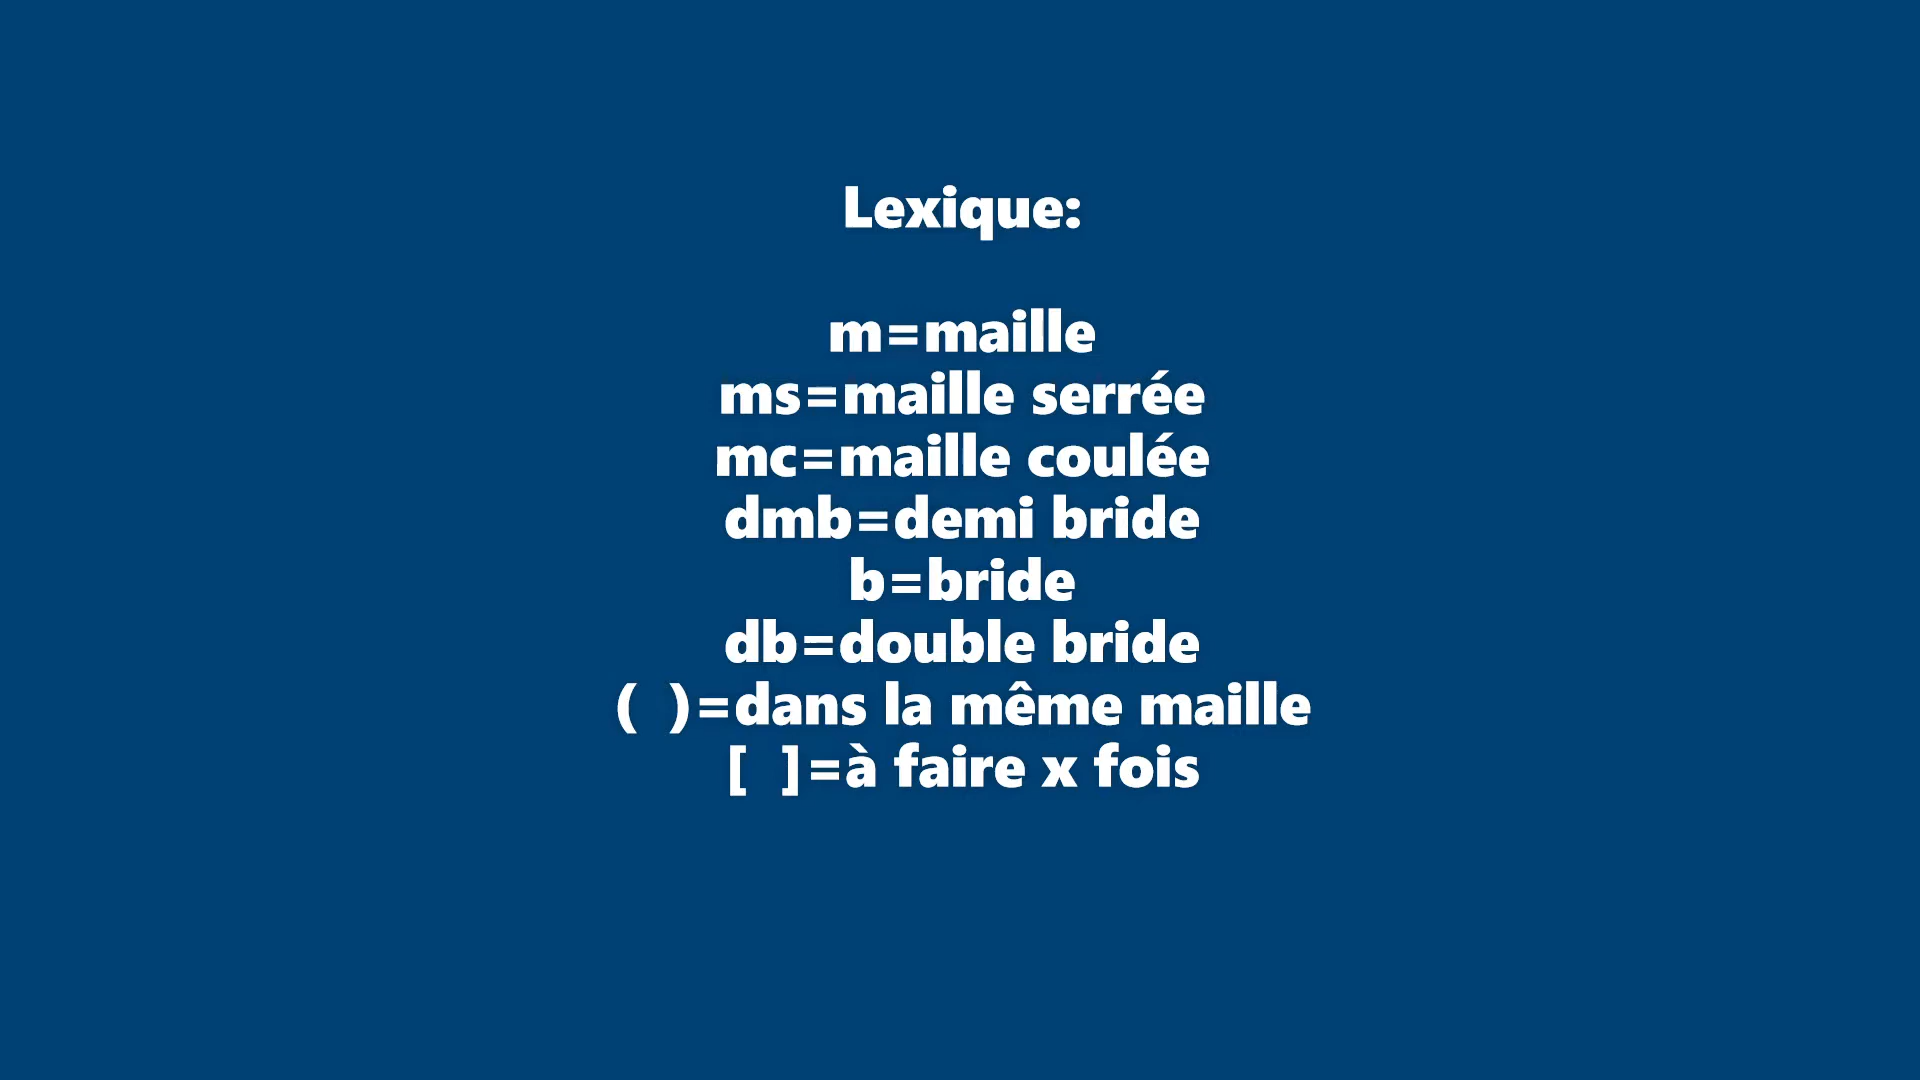 Lexique:
m=maille
ms=maille serrée
mc=maille coulée
dmb=demi bride
b=bride
db=double bride
( )=dans la même maille
[ ]=à faire x fois